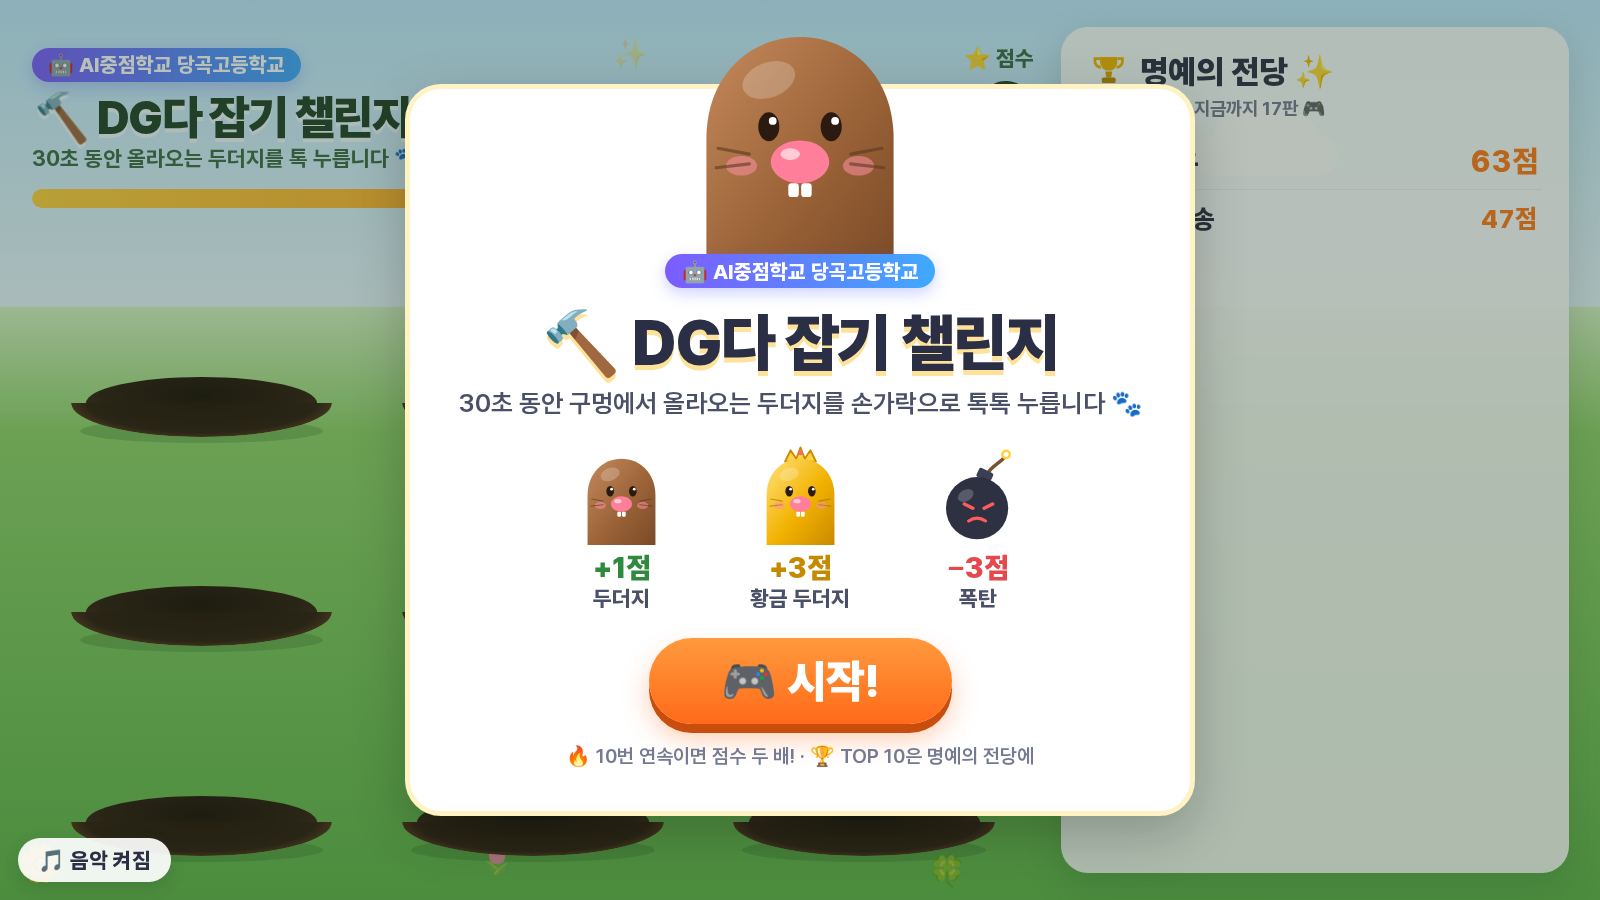 🤖 AI중점학교 당곡고등학교
🔨 DG다 잡기 챌린지
30초 동안 올라오는 두더지를 톡 누릅니다
⭐ 점수
🏆 명예의 전당 ✨
지금까지 17판 🎮
63점
송 47점
🤖 AI중점학교 당곡고등학교
🔨 DG다 잡기 챌린지
30초 동안 구멍에서 올라오는 두더지를 손가락으로 톡톡 누릅니다 🐾
+1점 +3점 −3점
두더지 황금 두더지 폭탄
🎮 시작!
🔥 10번 연속이면 점수 두 배! · 🏆 TOP 10은 명예의 전당에
🎵 음악 켜짐